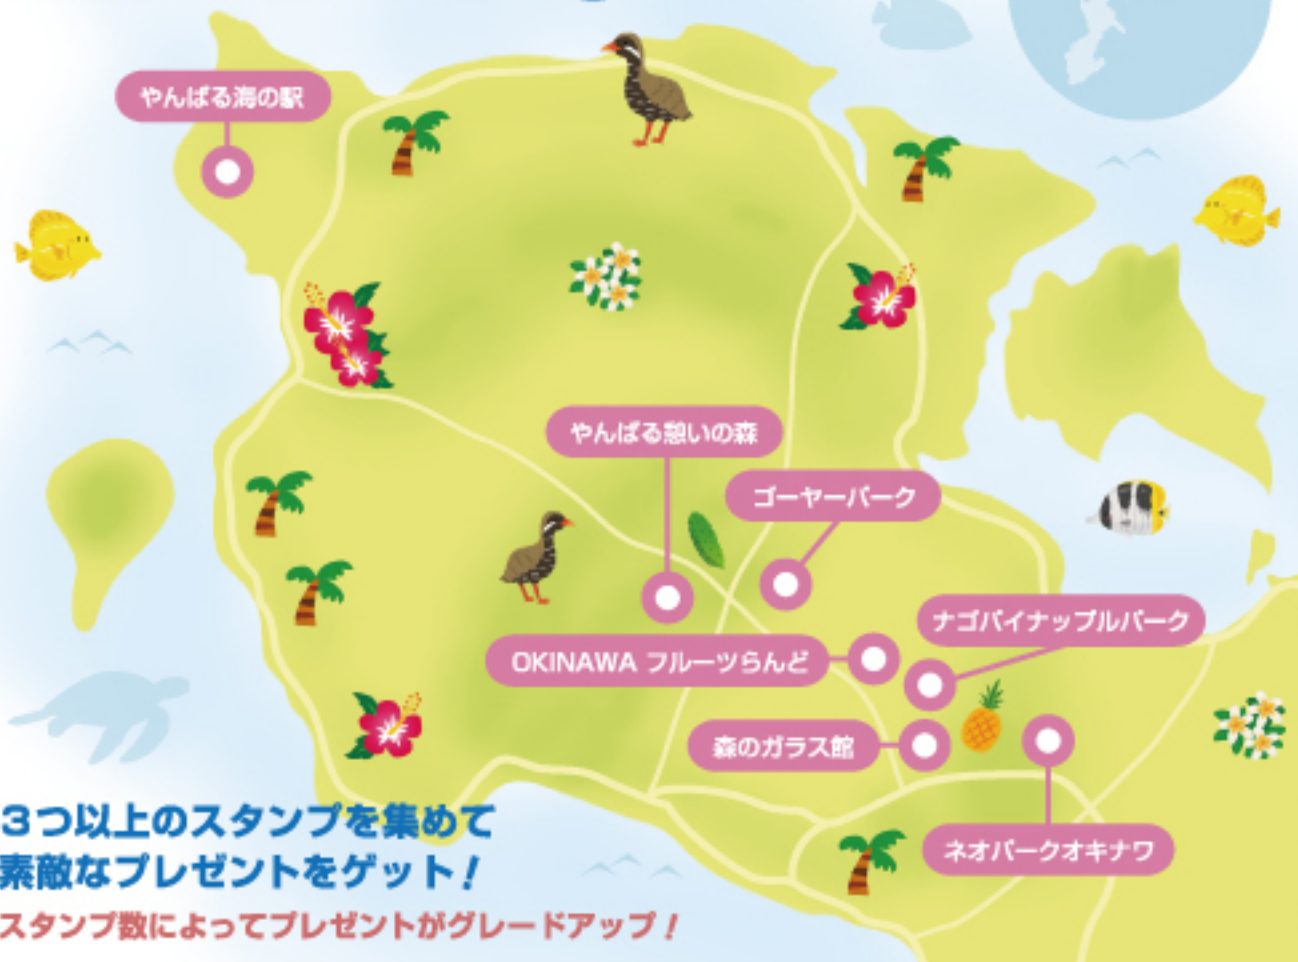 やんばる海の駅
やんばる憩いの森
ゴーヤーパーク
ナゴパイナップルパーク
OKINAWA フルーツらんど
森のガラス館
ネオパークオキナワ
3つ以上のスタンプを集めて
素敵なプレゼントをゲット!
スタンプ数によってプレゼントがグレードアップ!